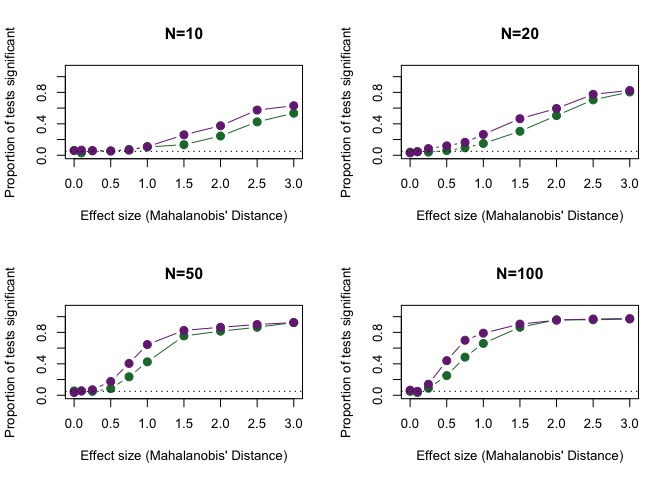 N=10
Proportion of tests significant
0.0 0.4 0.8
0.0 0.5 1.0 1.5 2.0 2.5 3.0
Effect size (Mahalanobis' Distance)
N=20
Proportion of tests significant
0.0 0.4 0.8
0.0 0.5 1.0 1.5 2.0 2.5 3.0
Effect size (Mahalanobis' Distance)
N=50
Proportion of tests significant
0.0 0.4 0.8
0.0 0.5 1.0 1.5 2.0 2.5 3.0
Effect size (Mahalanobis' Distance)
N=100
Proportion of tests significant
0.0 0.4 0.8
0.0 0.5 1.0 1.5 2.0 2.5 3.0
Effect size (Mahalanobis' Distance)